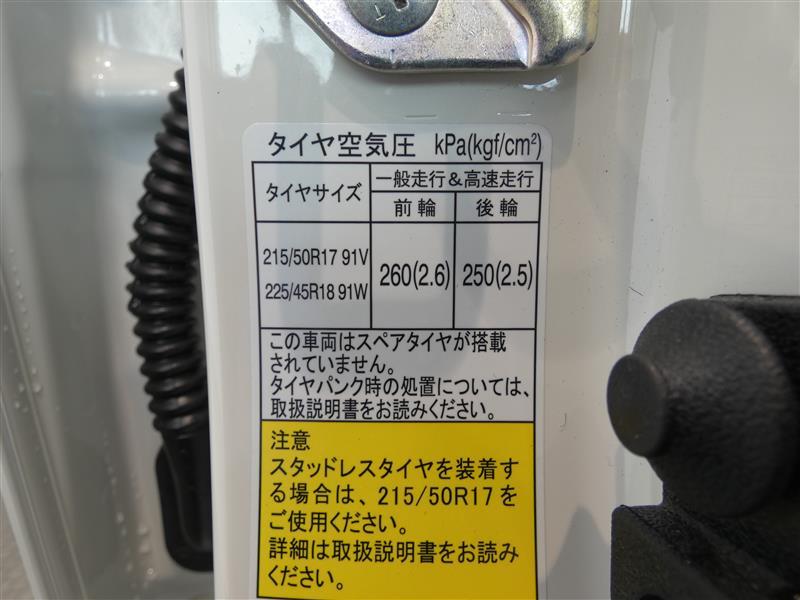 タイヤ空気圧 kPa(kgf/cm²)
タイヤサイズ 一般走行&高速走行
前輪 後輪
215/50R17 91V
225/45R18 91W
260(2.6) 250(2.5)
この車両はスペアタイヤが搭載
されていません。
タイヤパンク時の処置については、
取扱説明書をお読みください。
注意
スタッドレスタイヤを装着す
る場合は、215/50R17を
ご使用ください。
詳細は取扱説明書をお読み
ください。